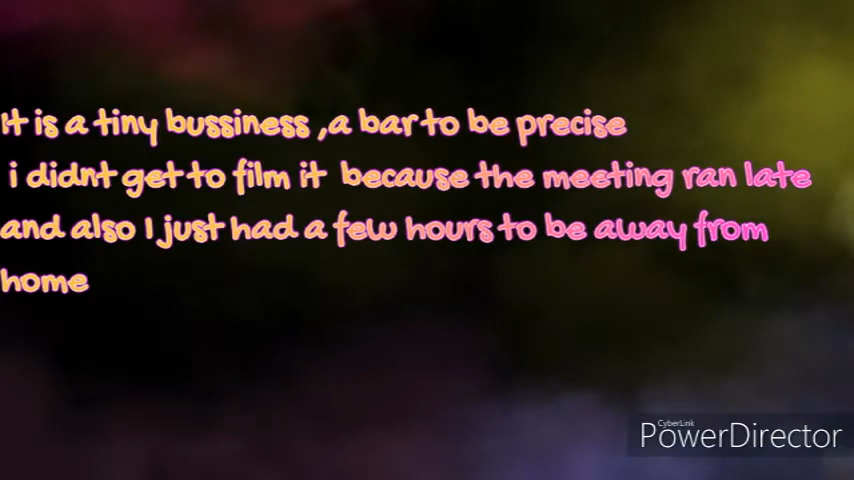 It is a tiny bussiness ,a bar to be precise
i didnt get to film it because the meeting ran late
and also I just had a few hours to be away from
home
CyberLink
PowerDirector